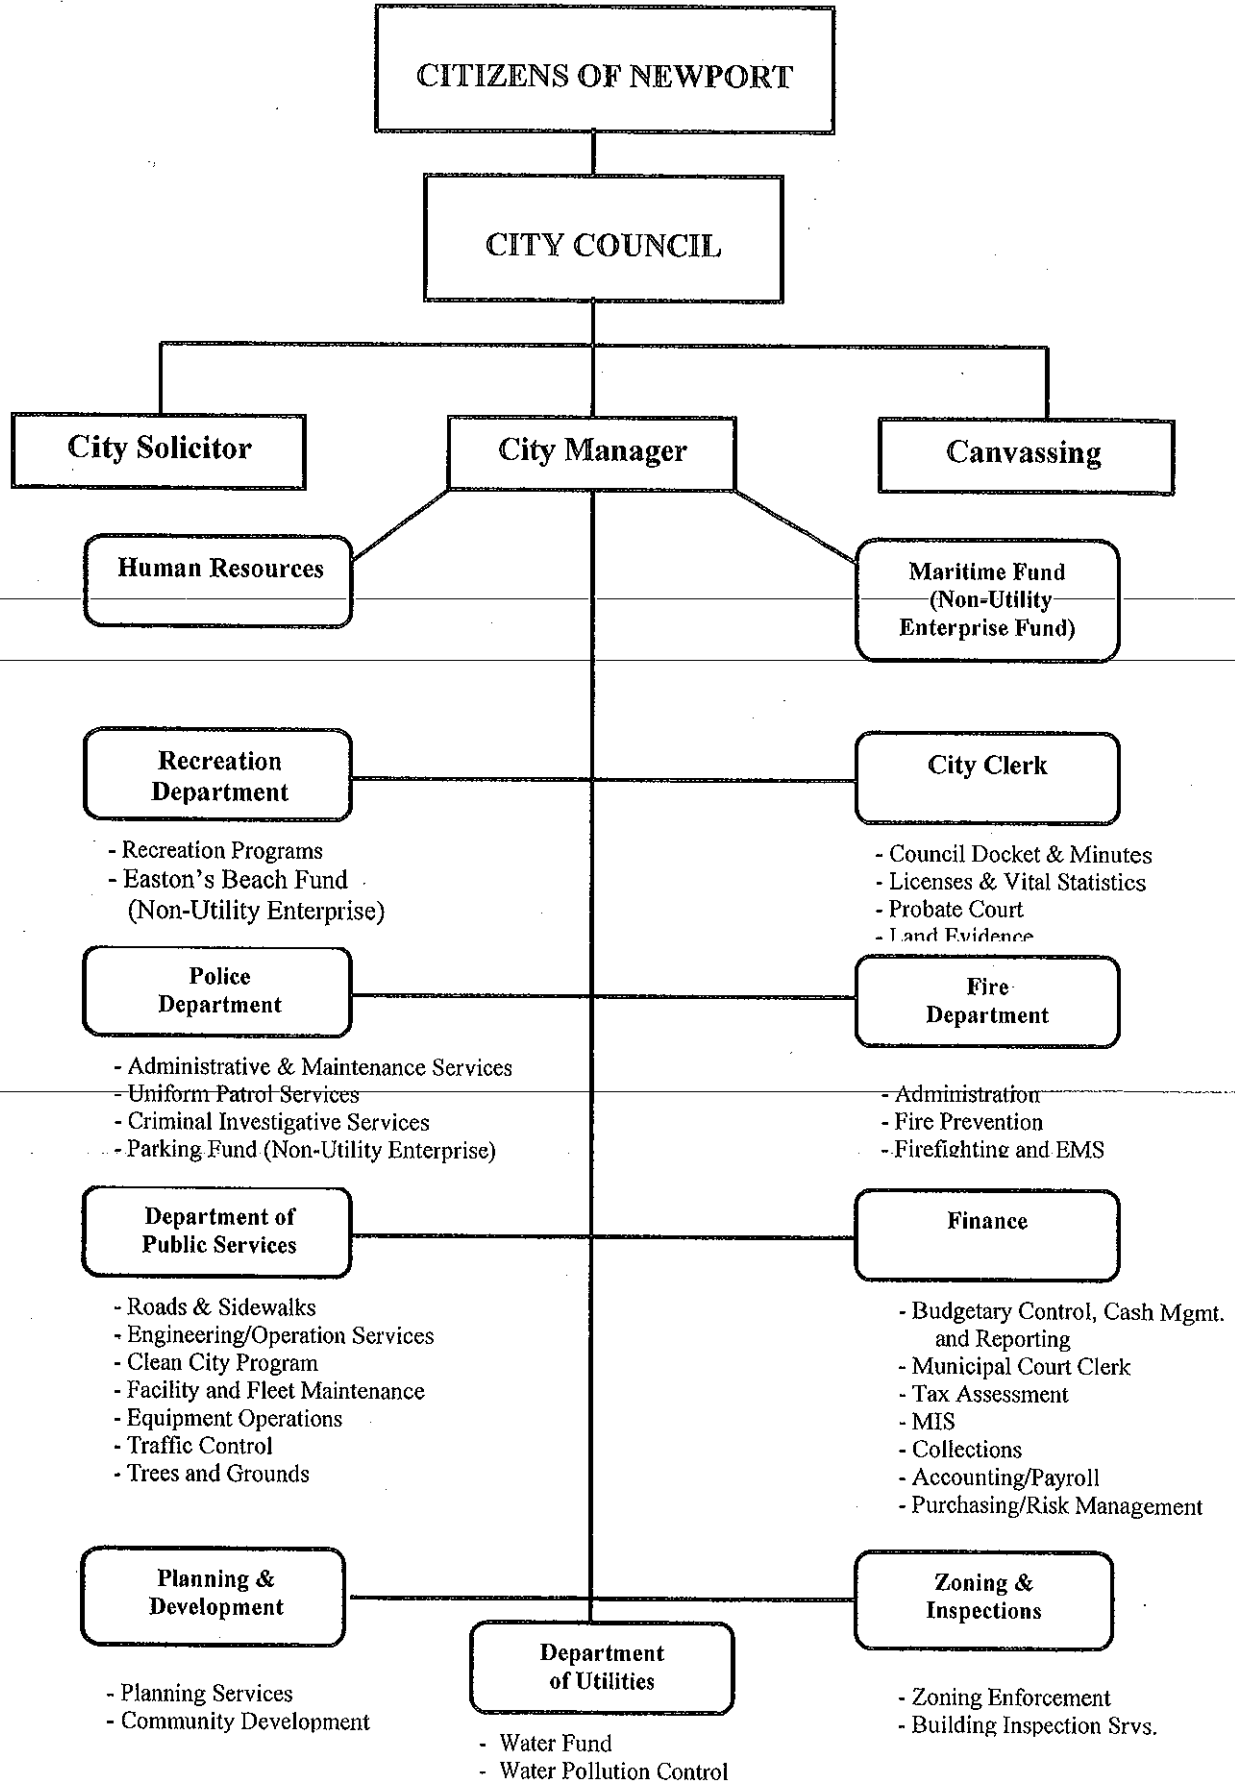 CITIZENS OF NEWPORT
CITY COUNCIL
City Solicitor
City Manager
Canvassing
Human Resources
Maritime Fund
(Non-Utility
Enterprise Fund)
Recreation
Department
- Recreation Programs
- Easton's Beach Fund
(Non-Utility Enterprise)
City Clerk
- Council Docket & Minutes
- Licenses & Vital Statistics
- Probate Court
- Land Evidence
Police
Department
- Administrative & Maintenance Services
- Uniform Patrol Services
- Criminal Investigative Services
- Parking Fund (Non-Utility Enterprise)
Fire
Department
- Administration
- Fire Prevention
- Firefighting and EMS
Department of
Public Services
- Roads & Sidewalks
- Engineering/Operation Services
- Clean City Program
- Facility and Fleet Maintenance
- Equipment Operations
- Traffic Control
- Trees and Grounds
Finance
- Budgetary Control, Cash Mgmt.
and Reporting
- Municipal Court Clerk
- Tax Assessment
- MIS
- Collections
- Accounting/Payroll
- Purchasing/Risk Management
Planning &
Development
- Planning Services
- Community Development
Zoning &
Inspections
- Zoning Enforcement
- Building Inspection Srvs.
Department
of Utilities
- Water Fund
- Water Pollution Control